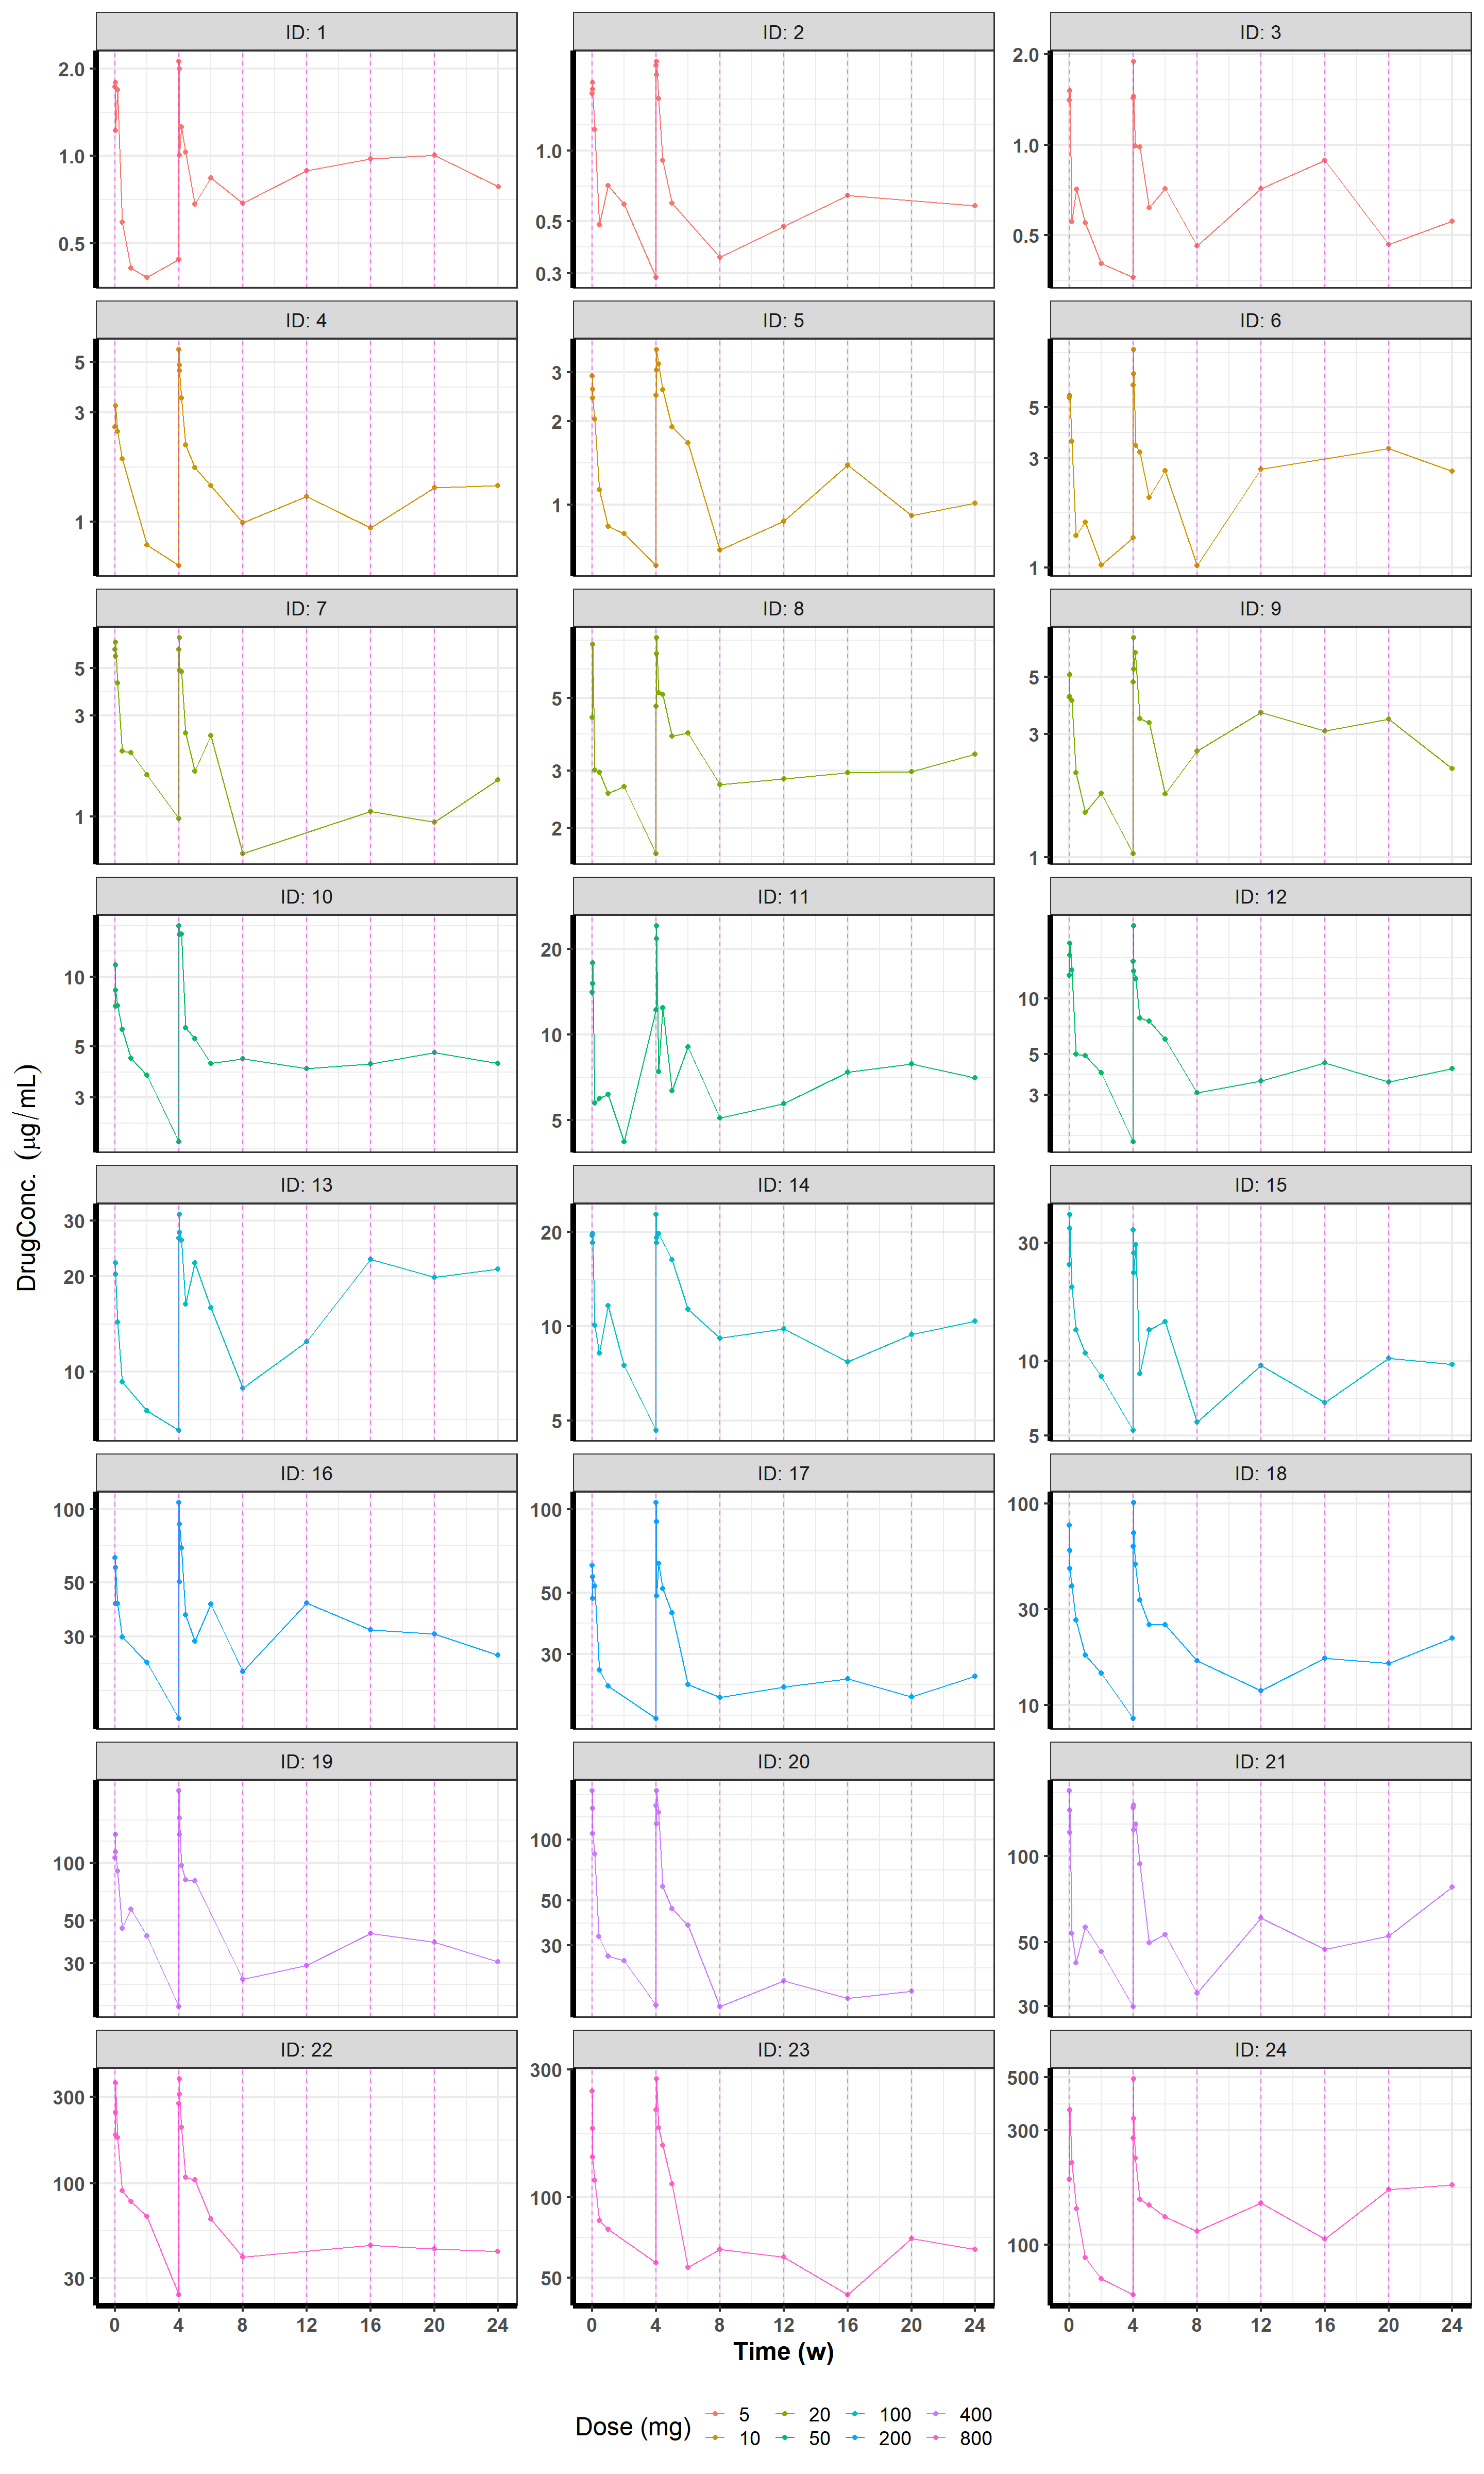 ID: 1
ID: 2
ID: 3
2.0
1.0
0.5
1.0
0.5
0.3
2.0
1.0
0.5
ID: 4
ID: 5
ID: 6
5
3
1
3
2
1
5
3
1
ID: 7
ID: 8
ID: 9
5
3
1
5
3
2
5
3
1
ID: 10
ID: 11
ID: 12
10
5
3
20
10
5
10
5
3
DrugConc. (μg/mL)
ID: 13
ID: 14
ID: 15
30
20
10
20
10
5
30
10
5
ID: 16
ID: 17
ID: 18
100
50
30
100
50
30
100
30
10
ID: 19
ID: 20
ID: 21
100
50
30
100
50
30
100
50
30
ID: 22
ID: 23
ID: 24
300
100
30
300
100
50
500
300
100
0 4 8 12 16 20 24
0 4 8 12 16 20 24
0 4 8 12 16 20 24
Time (w)
Dose (mg)
5 20 100 400
10 50 200 800